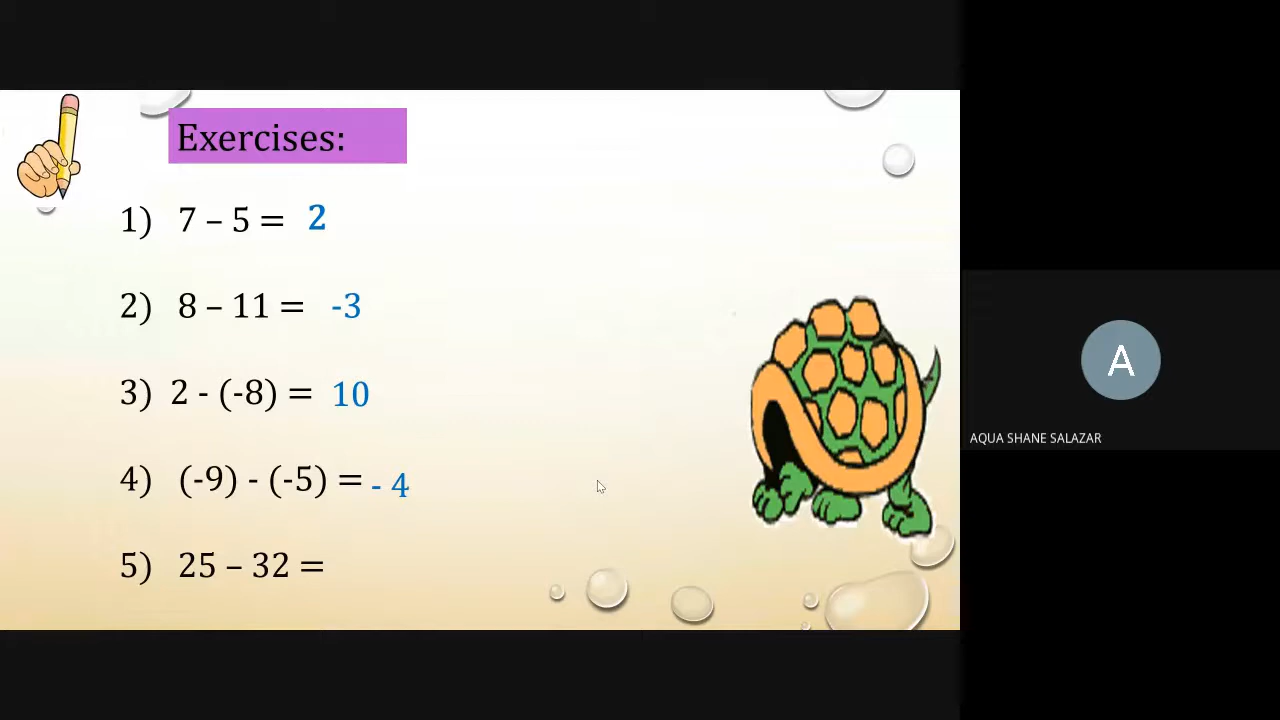 Exercises:
1) 7 – 5 = 2
2) 8 – 11 = -3
3) 2 - (-8) = 10
4) (-9) - (-5) = - 4
5) 25 – 32 =
A
AQUA SHANE SALAZAR